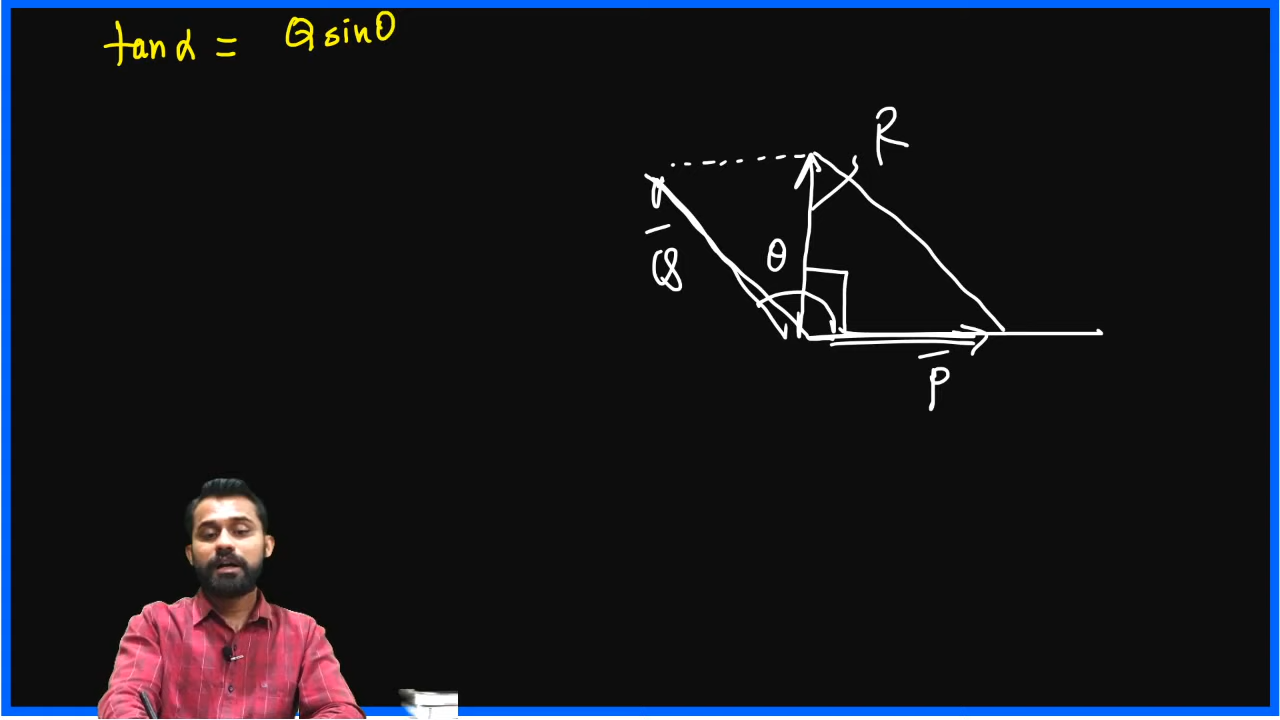 tan α = Q sin θ
R
θ
Q̅
P̅